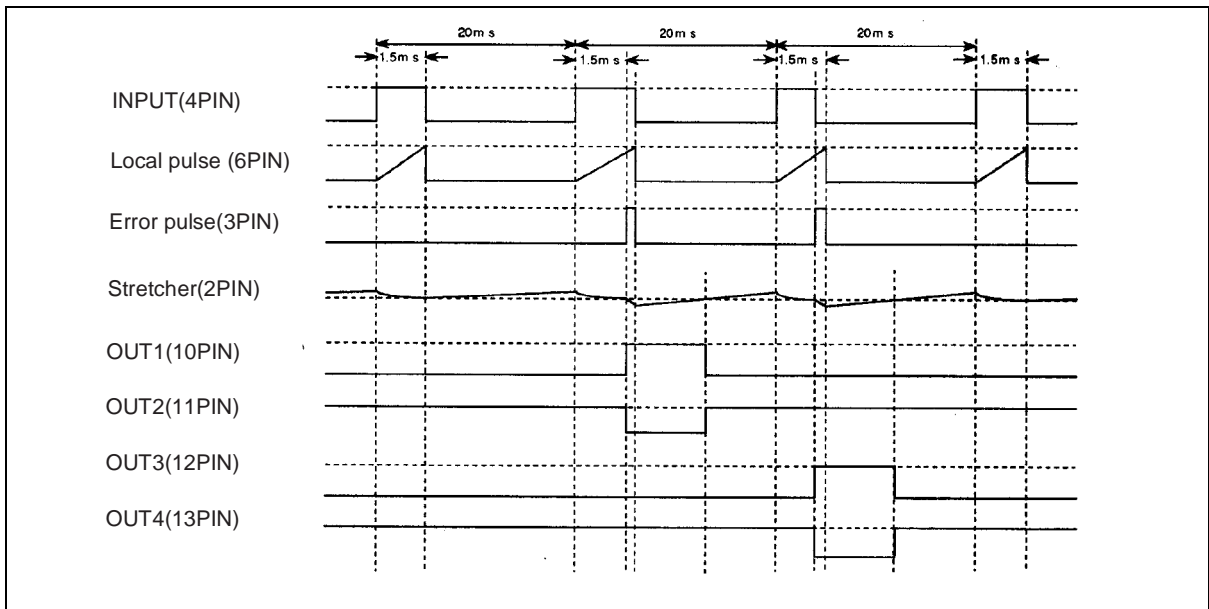 20m s 20m s 20m s
1.5m s 1.5m s 1.5m s 1.5m s
INPUT(4PIN)
Local pulse (6PIN)
Error pulse(3PIN)
Stretcher(2PIN)
OUT1(10PIN)
OUT2(11PIN)
OUT3(12PIN)
OUT4(13PIN)